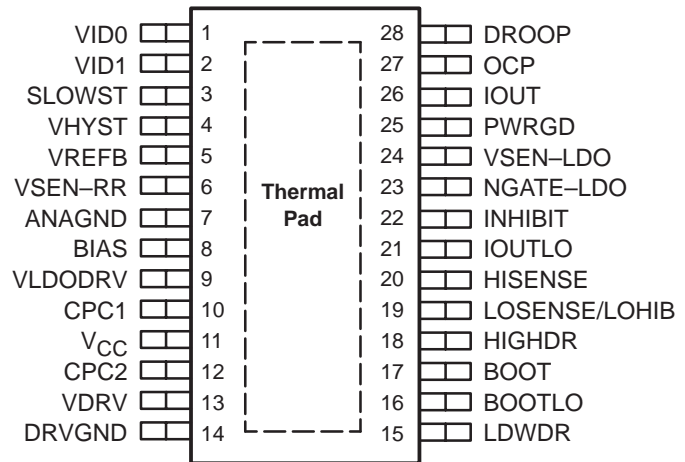 VID0 1 28 DROOP
VID1 2 27 OCP
SLOWST 3 26 IOUT
VHYST 4 25 PWRGD
VREFB 5 24 VSEN–LDO
VSEN–RR 6 23 NGATE–LDO
ANAGND 7 22 INHIBIT
BIAS 8 21 IOUTLO
VLDODRV 9 20 HISENSE
CPC1 10 19 LOSENSE/LOHIB
VCC 11 18 HIGHDR
CPC2 12 17 BOOT
VDRV 13 16 BOOTLO
DRVGND 14 15 LDWDR
Thermal
Pad